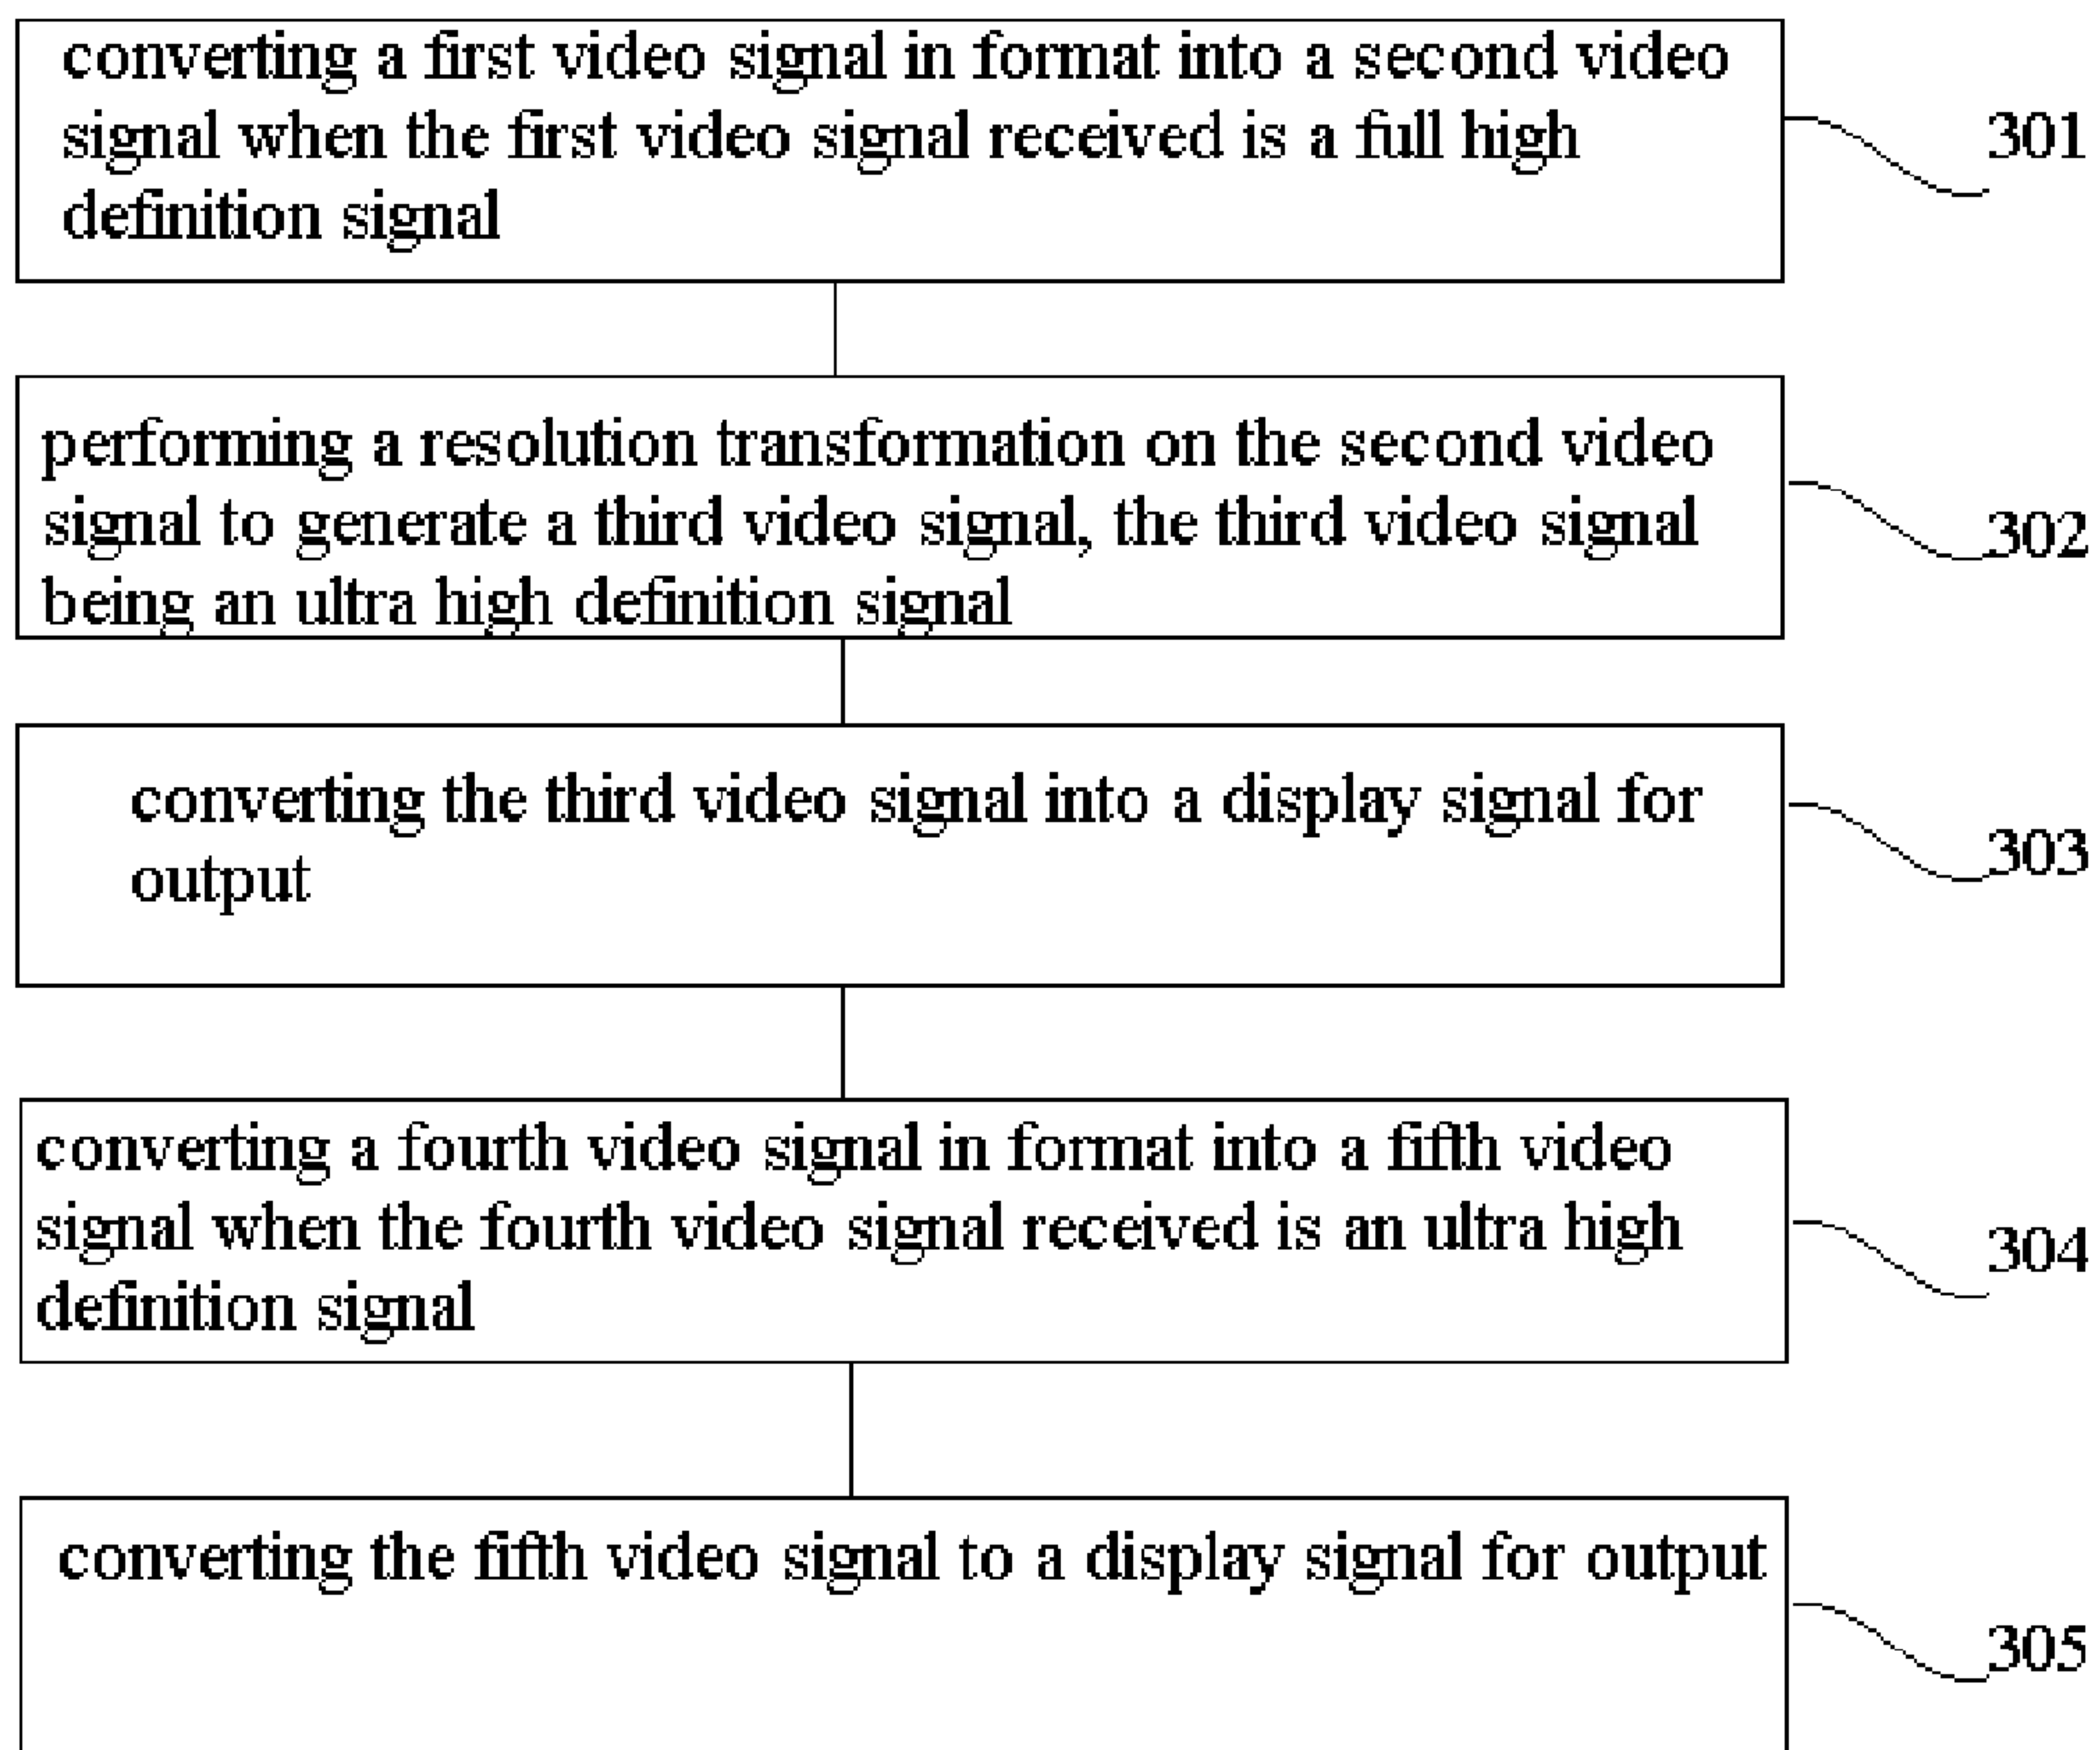 converting a first video signal in format into a second video
signal when the first video signal received is a full high
definition signal
301
performing a resolution transformation on the second video
signal to generate a third video signal, the third video signal
being an ultra high definition signal
302
converting the third video signal into a display signal for
output
303
converting a fourth video signal in format into a fifth video
signal when the fourth video signal received is an ultra high
definition signal
304
converting the fifth video signal to a display signal for output
305